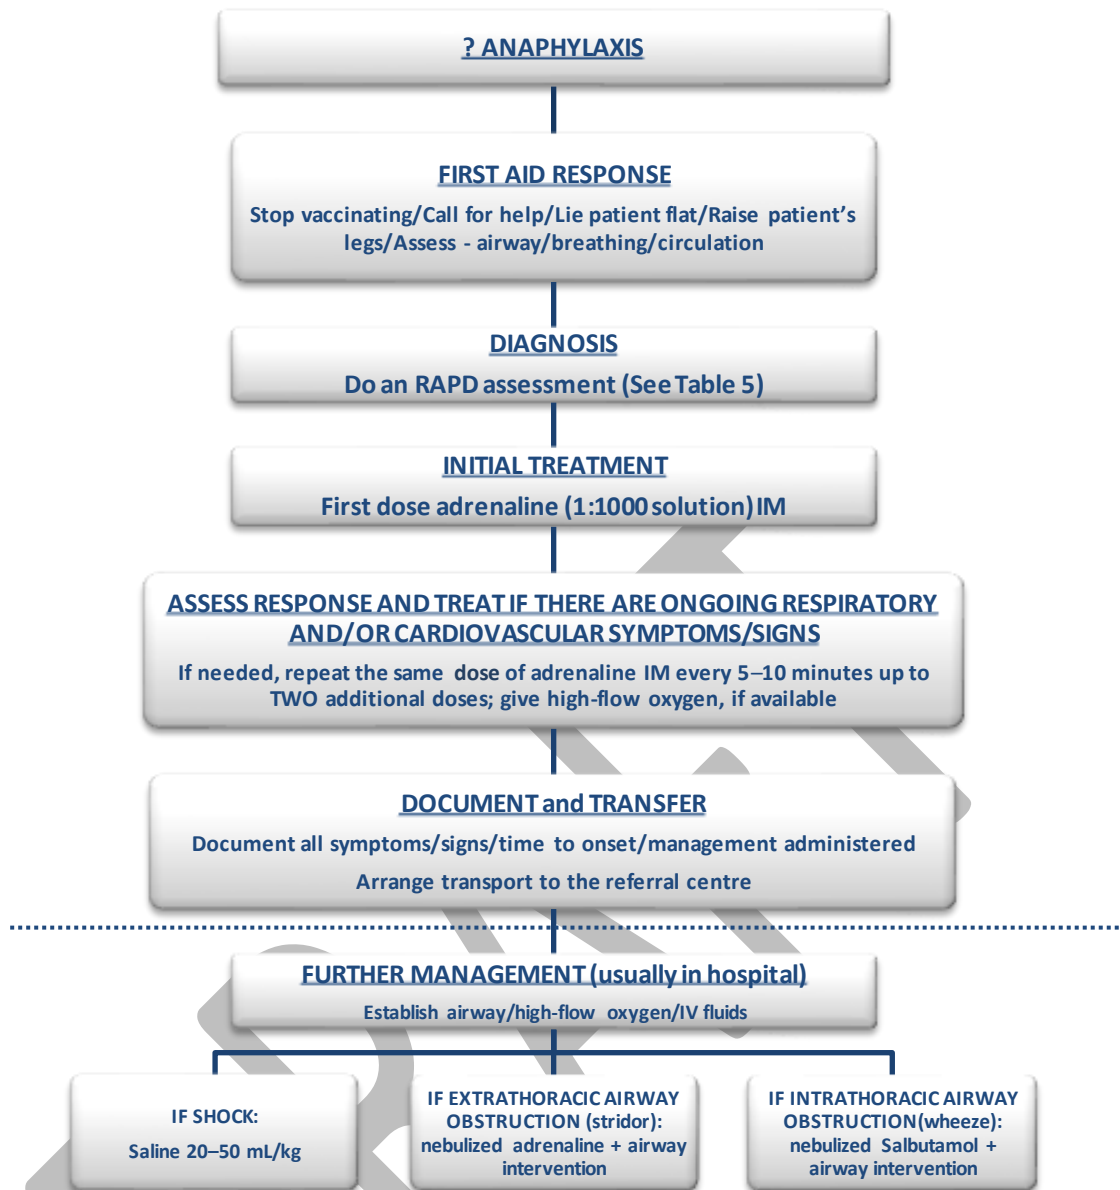 ? ANAPHYLAXIS
FIRST AID RESPONSE
Stop vaccinating/Call for help/Lie patient flat/Raise patient's
legs/Assess - airway/breathing/circulation
DIAGNOSIS
Do an RAPD assessment (See Table 5)
INITIAL TREATMENT
First dose adrenaline (1:1000 solution) IM
ASSESS RESPONSE AND TREAT IF THERE ARE ONGOING RESPIRATORY
AND/OR CARDIOVASCULAR SYMPTOMS/SIGNS
If needed, repeat the same dose of adrenaline IM every 5–10 minutes up to
TWO additional doses; give high-flow oxygen, if available
DOCUMENT and TRANSFER
Document all symptoms/signs/time to onset/management administered
Arrange transport to the referral centre
FURTHER MANAGEMENT (usually in hospital)
Establish airway/high-flow oxygen/IV fluids
IF SHOCK:
Saline 20–50 mL/kg
IF EXTRATHORACIC AIRWAY
OBSTRUCTION (stridor):
nebulized adrenaline + airway
intervention
IF INTRATHORACIC AIRWAY
OBSTRUCTION(wheeze):
nebulized Salbutamol +
airway intervention